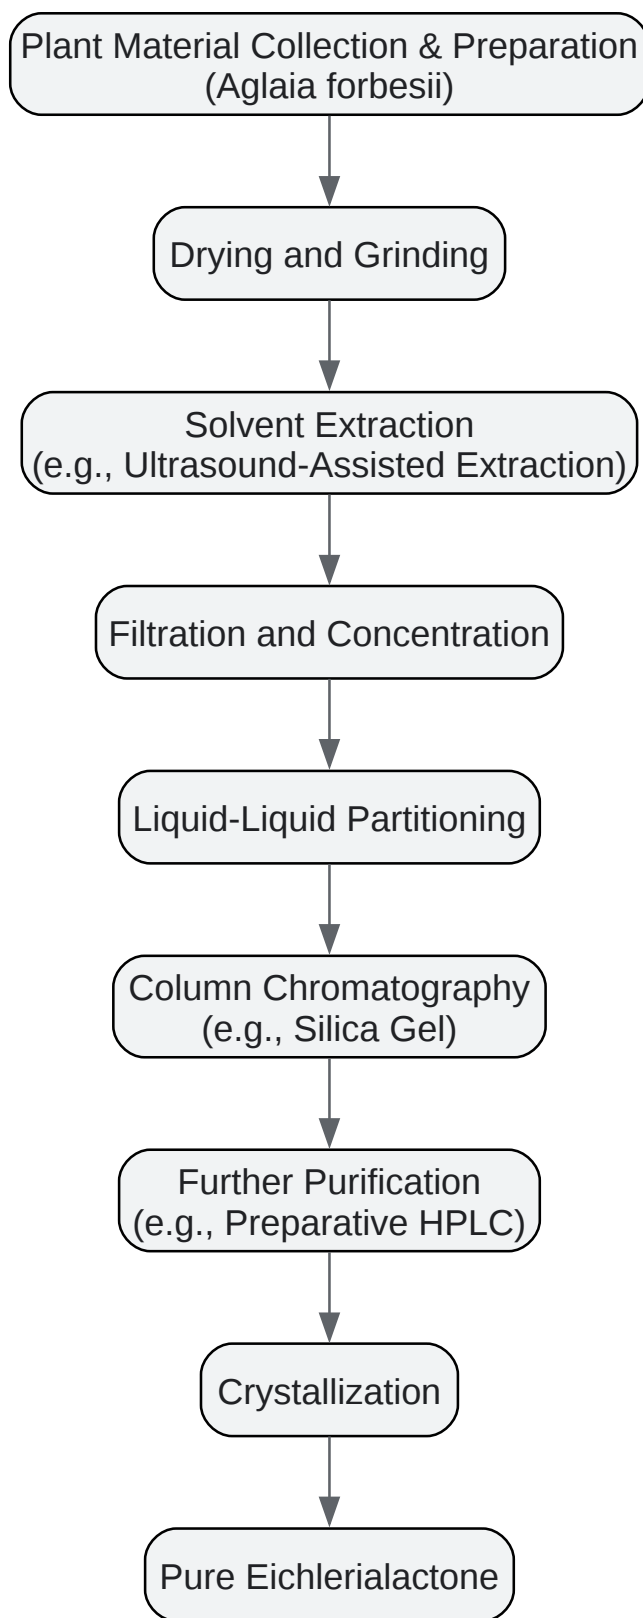 Plant Material Collection & Preparation
(Aglaia forbesii)
Drying and Grinding
Solvent Extraction
(e.g., Ultrasound-Assisted Extraction)
Filtration and Concentration
Liquid-Liquid Partitioning
Column Chromatography
(e.g., Silica Gel)
Further Purification
(e.g., Preparative HPLC)
Crystallization
Pure Eichlerialactone